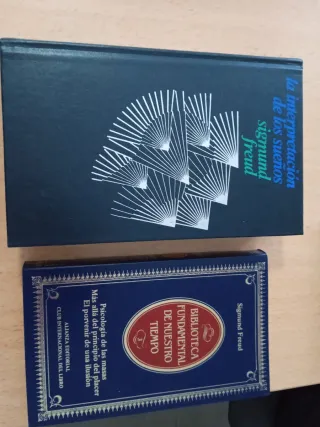 la interpretación
de los sueños
sigmund
freud
Sigmund Freud
BIBLIOTECA
FUNDAMENTAL
DE NUESTRO
TIEMPO
Psicología de las masas
Más allá del principio del placer
El porvenir de una ilusión
ALIANZA EDITORIAL
CLUB INTERNACIONAL DEL LIBRO